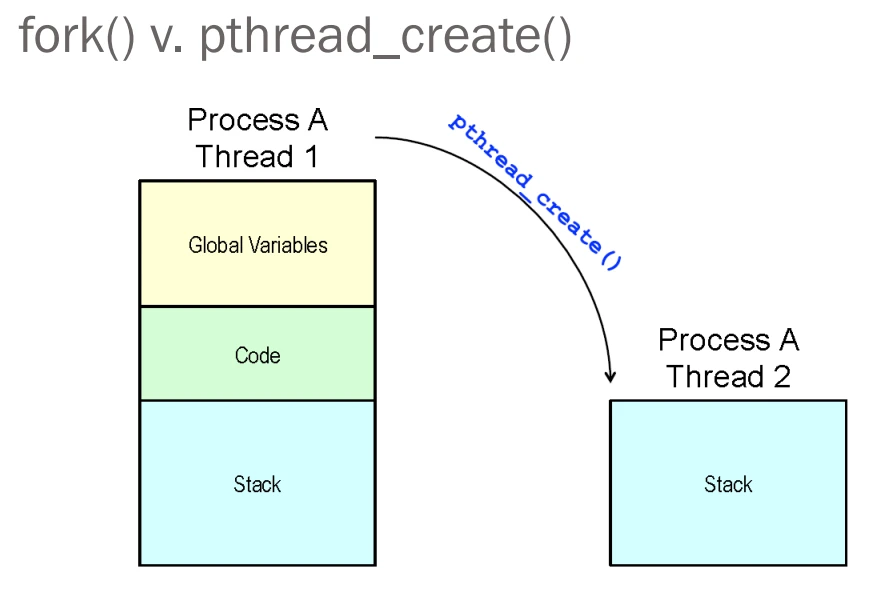 fork() v. pthread_create()
Process A
Thread 1
pthread_create()
Global Variables
Code
Stack
Process A
Thread 2
Stack